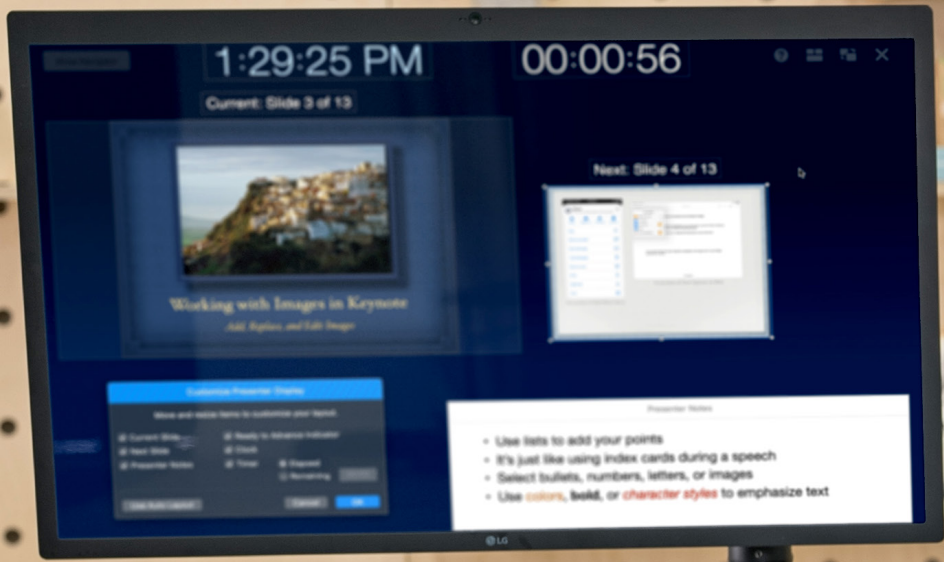 1:29:25 PM
00:00:56
Current: Slide 3 of 13
Next: Slide 4 of 13
Working with Images in Keynote
Add, Replace, and Edit Images
Customize Presenter Display
Move and resize items to customize your layout.
Current Slide
Ready to Advance Indicator
Next Slide
Clock
Presenter Notes
Timer
Elapsed
Remaining
Use Auto Layout
Cancel
OK
Presenter Notes
• Use lists to add your points
• It's just like using index cards during a speech
• Select bullets, numbers, letters, or images
• Use colors, bold, or character styles to emphasize text
LG